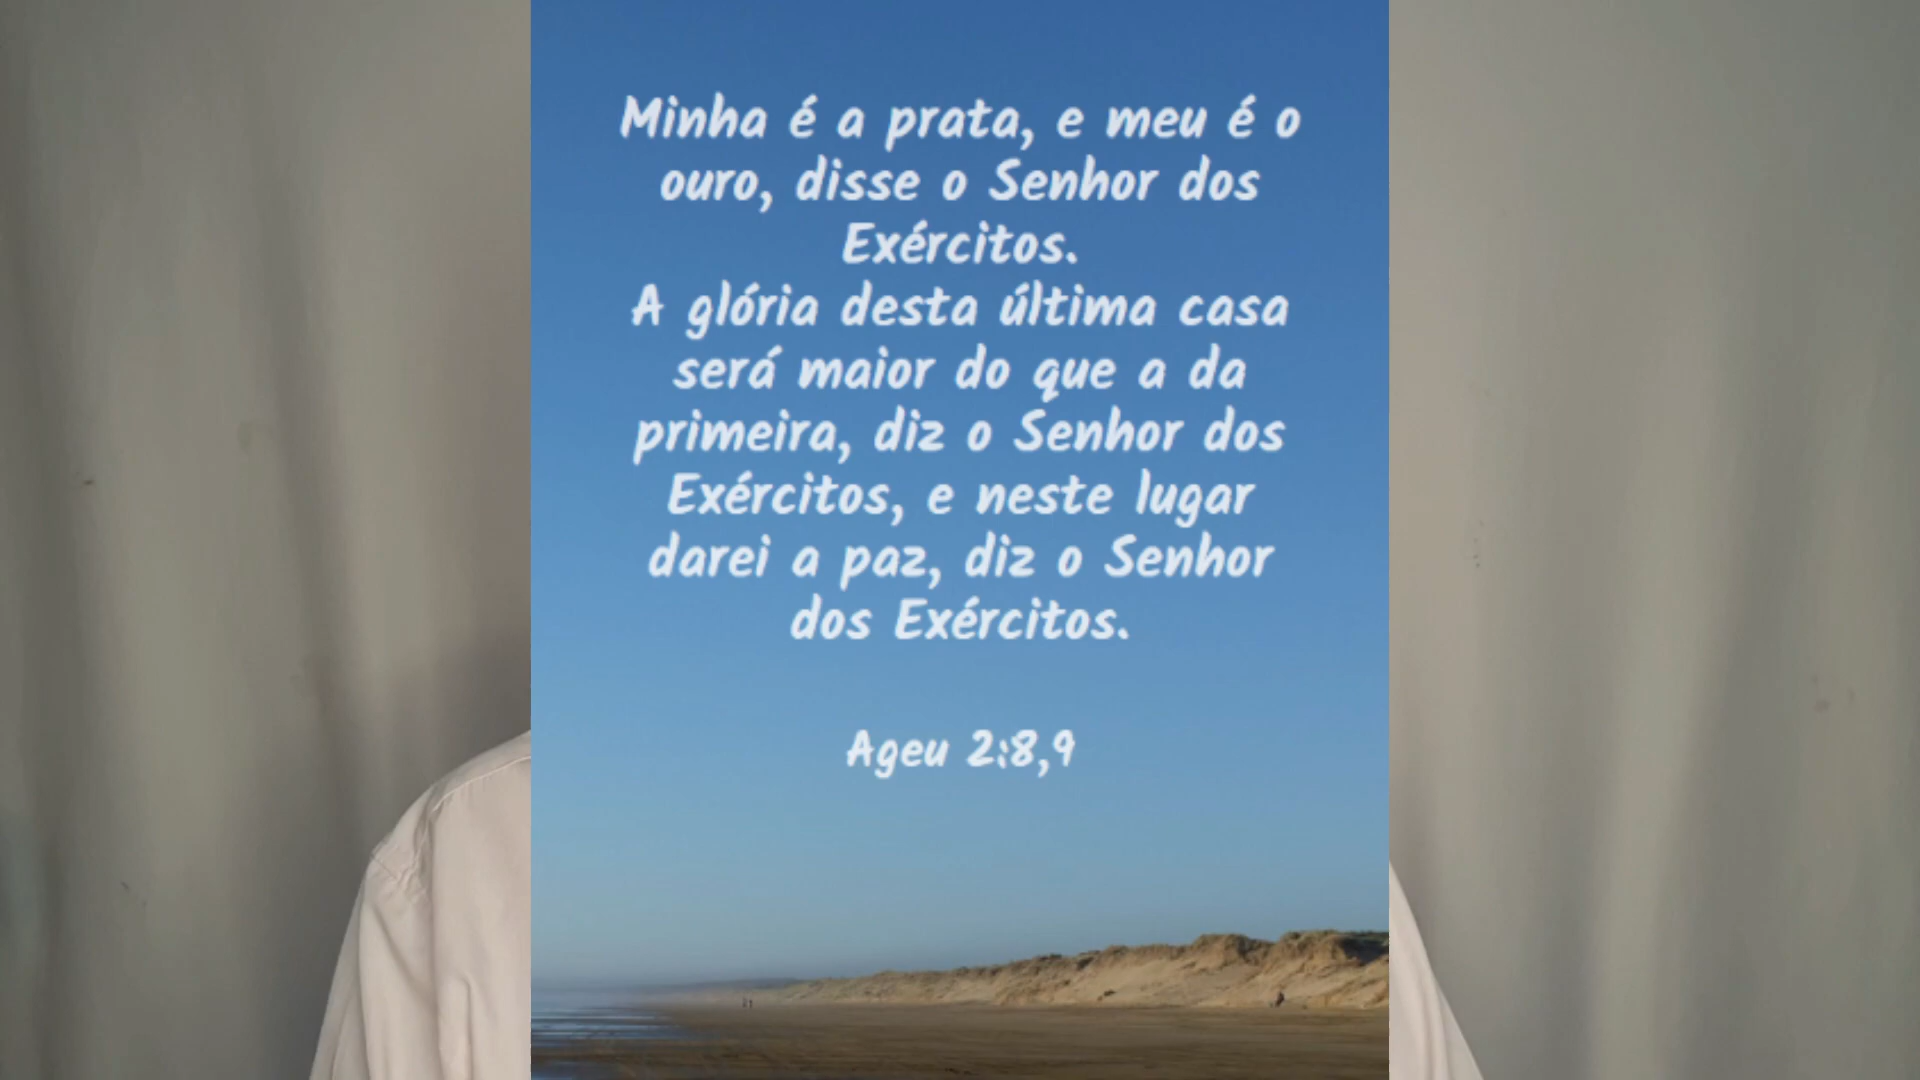 Minha é a prata, e meu é o
ouro, disse o Senhor dos
Exércitos.
A glória desta última casa
será maior do que a da
primeira, diz o Senhor dos
Exércitos, e neste lugar
darei a paz, diz o Senhor
dos Exércitos.
Ageu 2:8,9